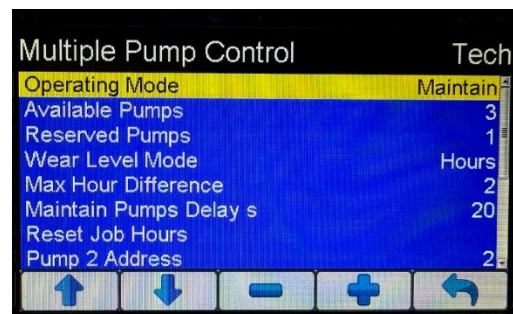 Multiple Pump Control Tech
Operating Mode Maintain
Available Pumps 3
Reserved Pumps 1
Wear Level Mode Hours
Max Hour Difference 2
Maintain Pumps Delay s 20
Reset Job Hours
Pump 2 Address 2